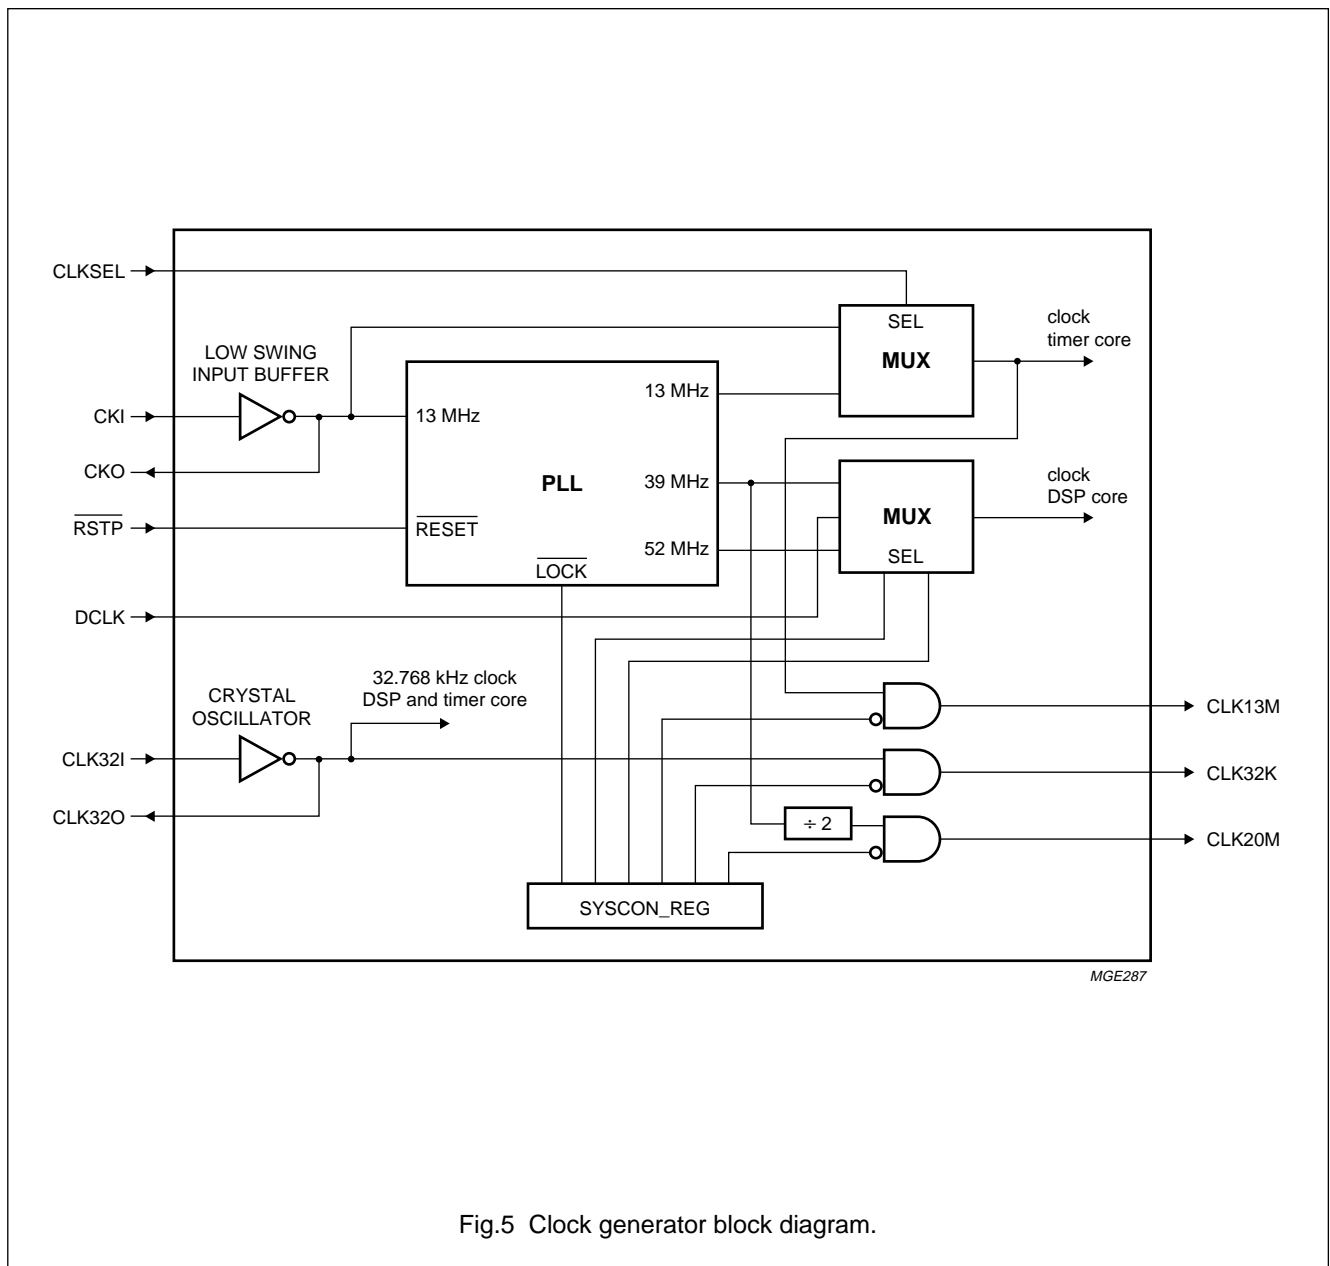 CLKSEL
SEL
MUX
clock
timer core
LOW SWING
INPUT BUFFER
CKI
CKO
13 MHz
13 MHz
PLL
39 MHz
52 MHz
RSTP
RESET
LOCK
MUX
SEL
clock
DSP core
DCLK
32.768 kHz clock
DSP and timer core
CRYSTAL
OSCILLATOR
CLK32I
CLK32O
CLK13M
CLK32K
÷ 2
CLK20M
SYSCON_REG
MGE287
Fig.5 Clock generator block diagram.